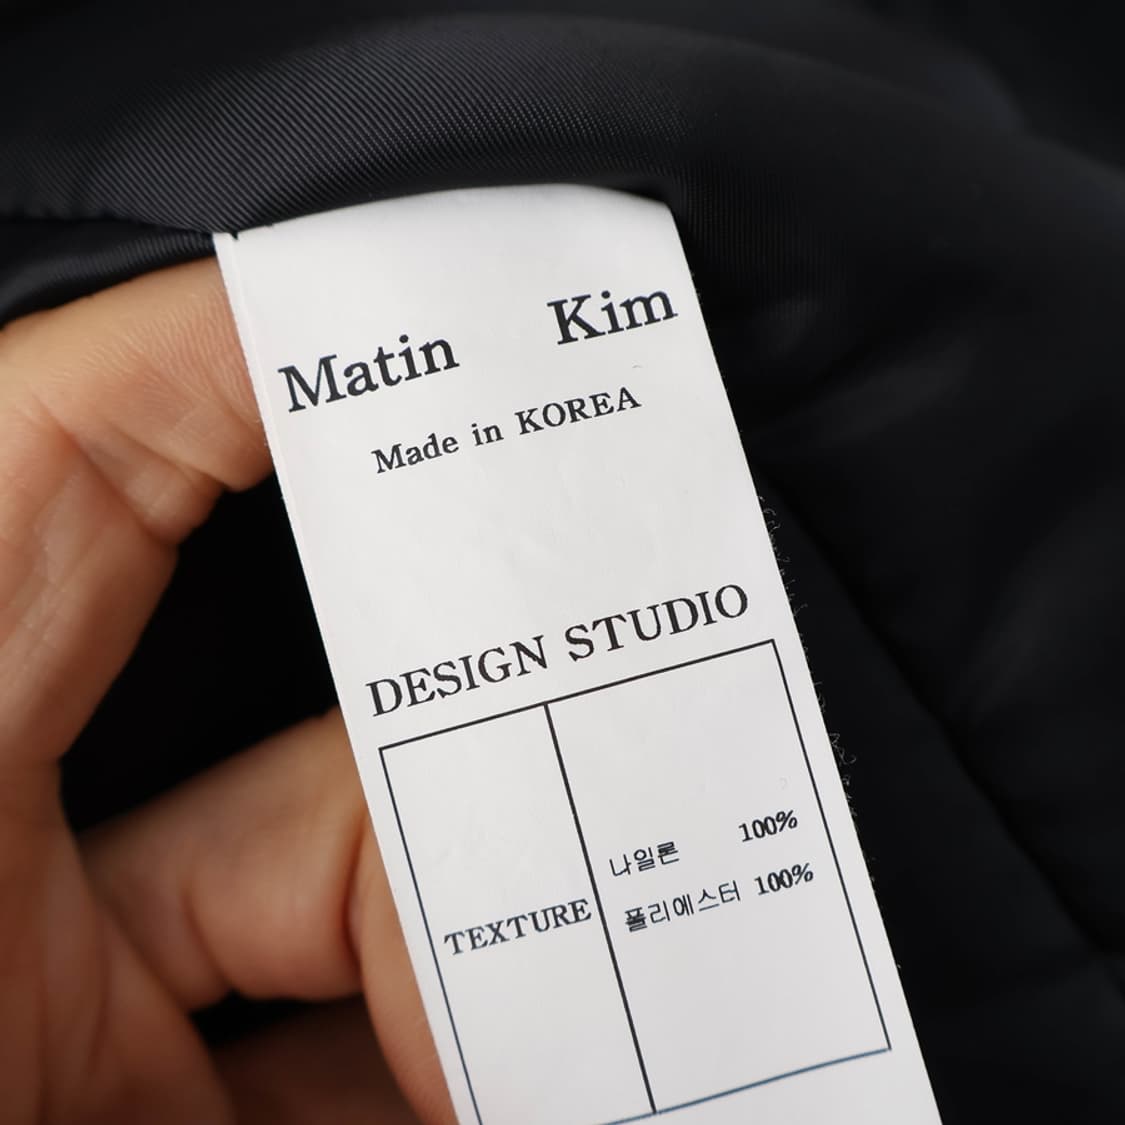 Matin Kim
Made in KOREA
DESIGN STUDIO
TEXTURE
나일론 100%
폴리에스터 100%